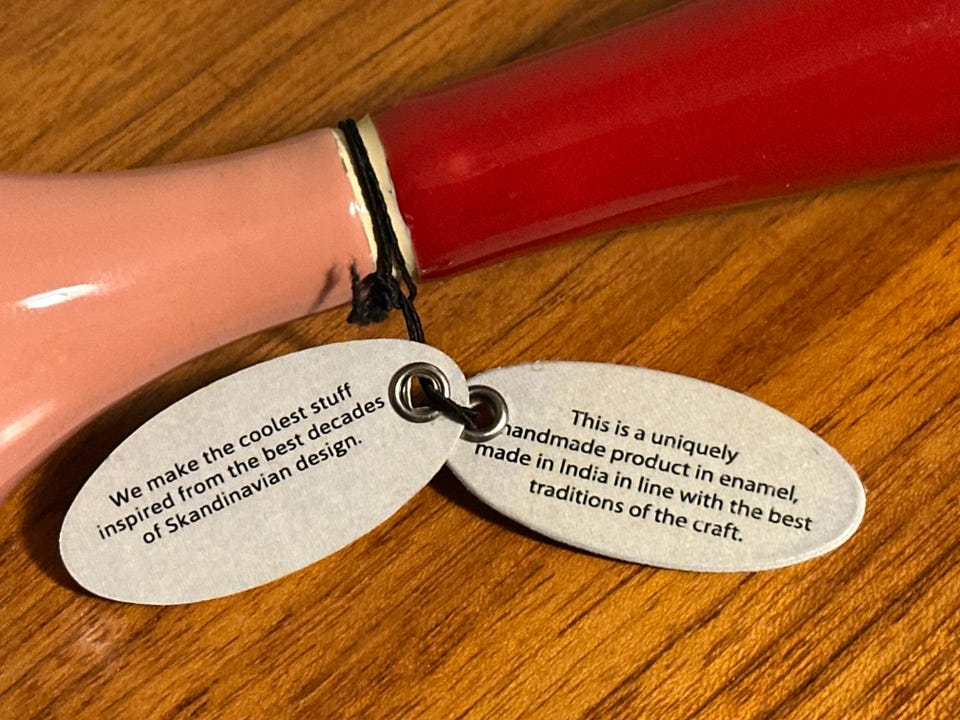 We make the coolest stuff
inspired from the best decades
of Skandinavian design.
This is a uniquely
handmade product in enamel,
made in India in line with the best
traditions of the craft.